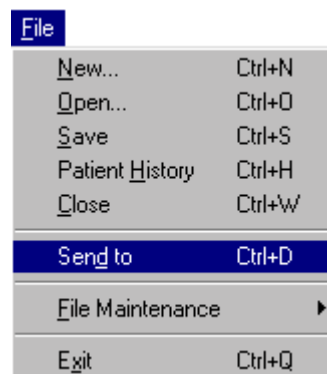 File
New... Ctrl+N
Open... Ctrl+O
Save Ctrl+S
Patient History Ctrl+H
Close Ctrl+W
Send to Ctrl+D
File Maintenance
Exit Ctrl+Q